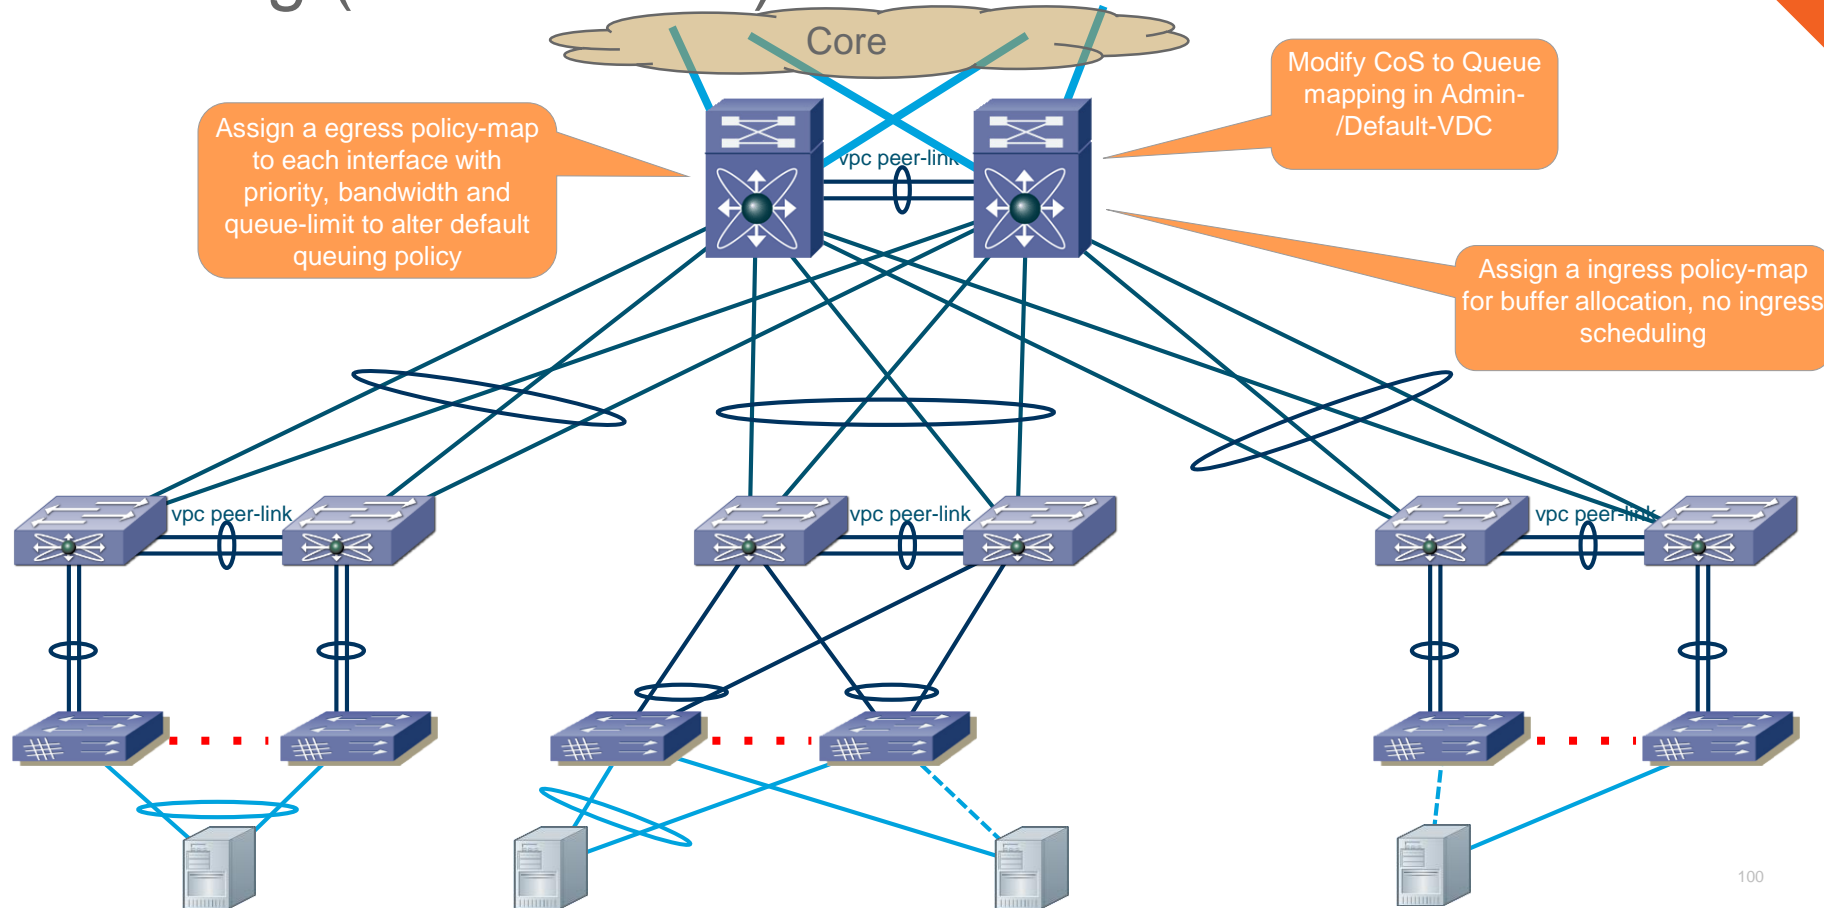 Core
Modify CoS to Queue
mapping in Admin-
/Default-VDC
Assign a egress policy-map
to each interface with
priority, bandwidth and
queue-limit to alter default
queuing policy
vpc peer-link
Assign a ingress policy-map
for buffer allocation, no ingress
scheduling
vpc peer-link
vpc peer-link
vpc peer-link
100